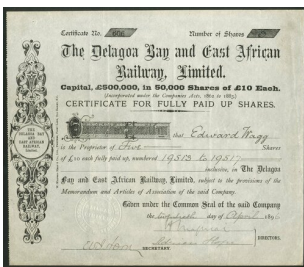 Certificate No. 606 Number of Shares
The Delagoa Bay and East African
Railway, Limited.
Capital, £500,000, in 50,000 Shares of £10 Each.
(Incorporated under the Companies Acts, 1862 to 1883)
CERTIFICATE FOR FULLY PAID UP SHARES.
that Edward Wagg
is the Proprietor of Five Shares
of £10 each fully paid up, numbered 19513 to 19517
inclusive, in The Delagoa
Bay and East African Railway, Limited, subject to the provisions of the
Memorandum and Articles of Association of the said Company.
Given under the Common Seal of the said Company
the day of April 189
DIRECTORS.
SECRETARY.
THE DELAGOA BAY
AND
EAST AFRICAN
RAILWAY,
LIMITED.